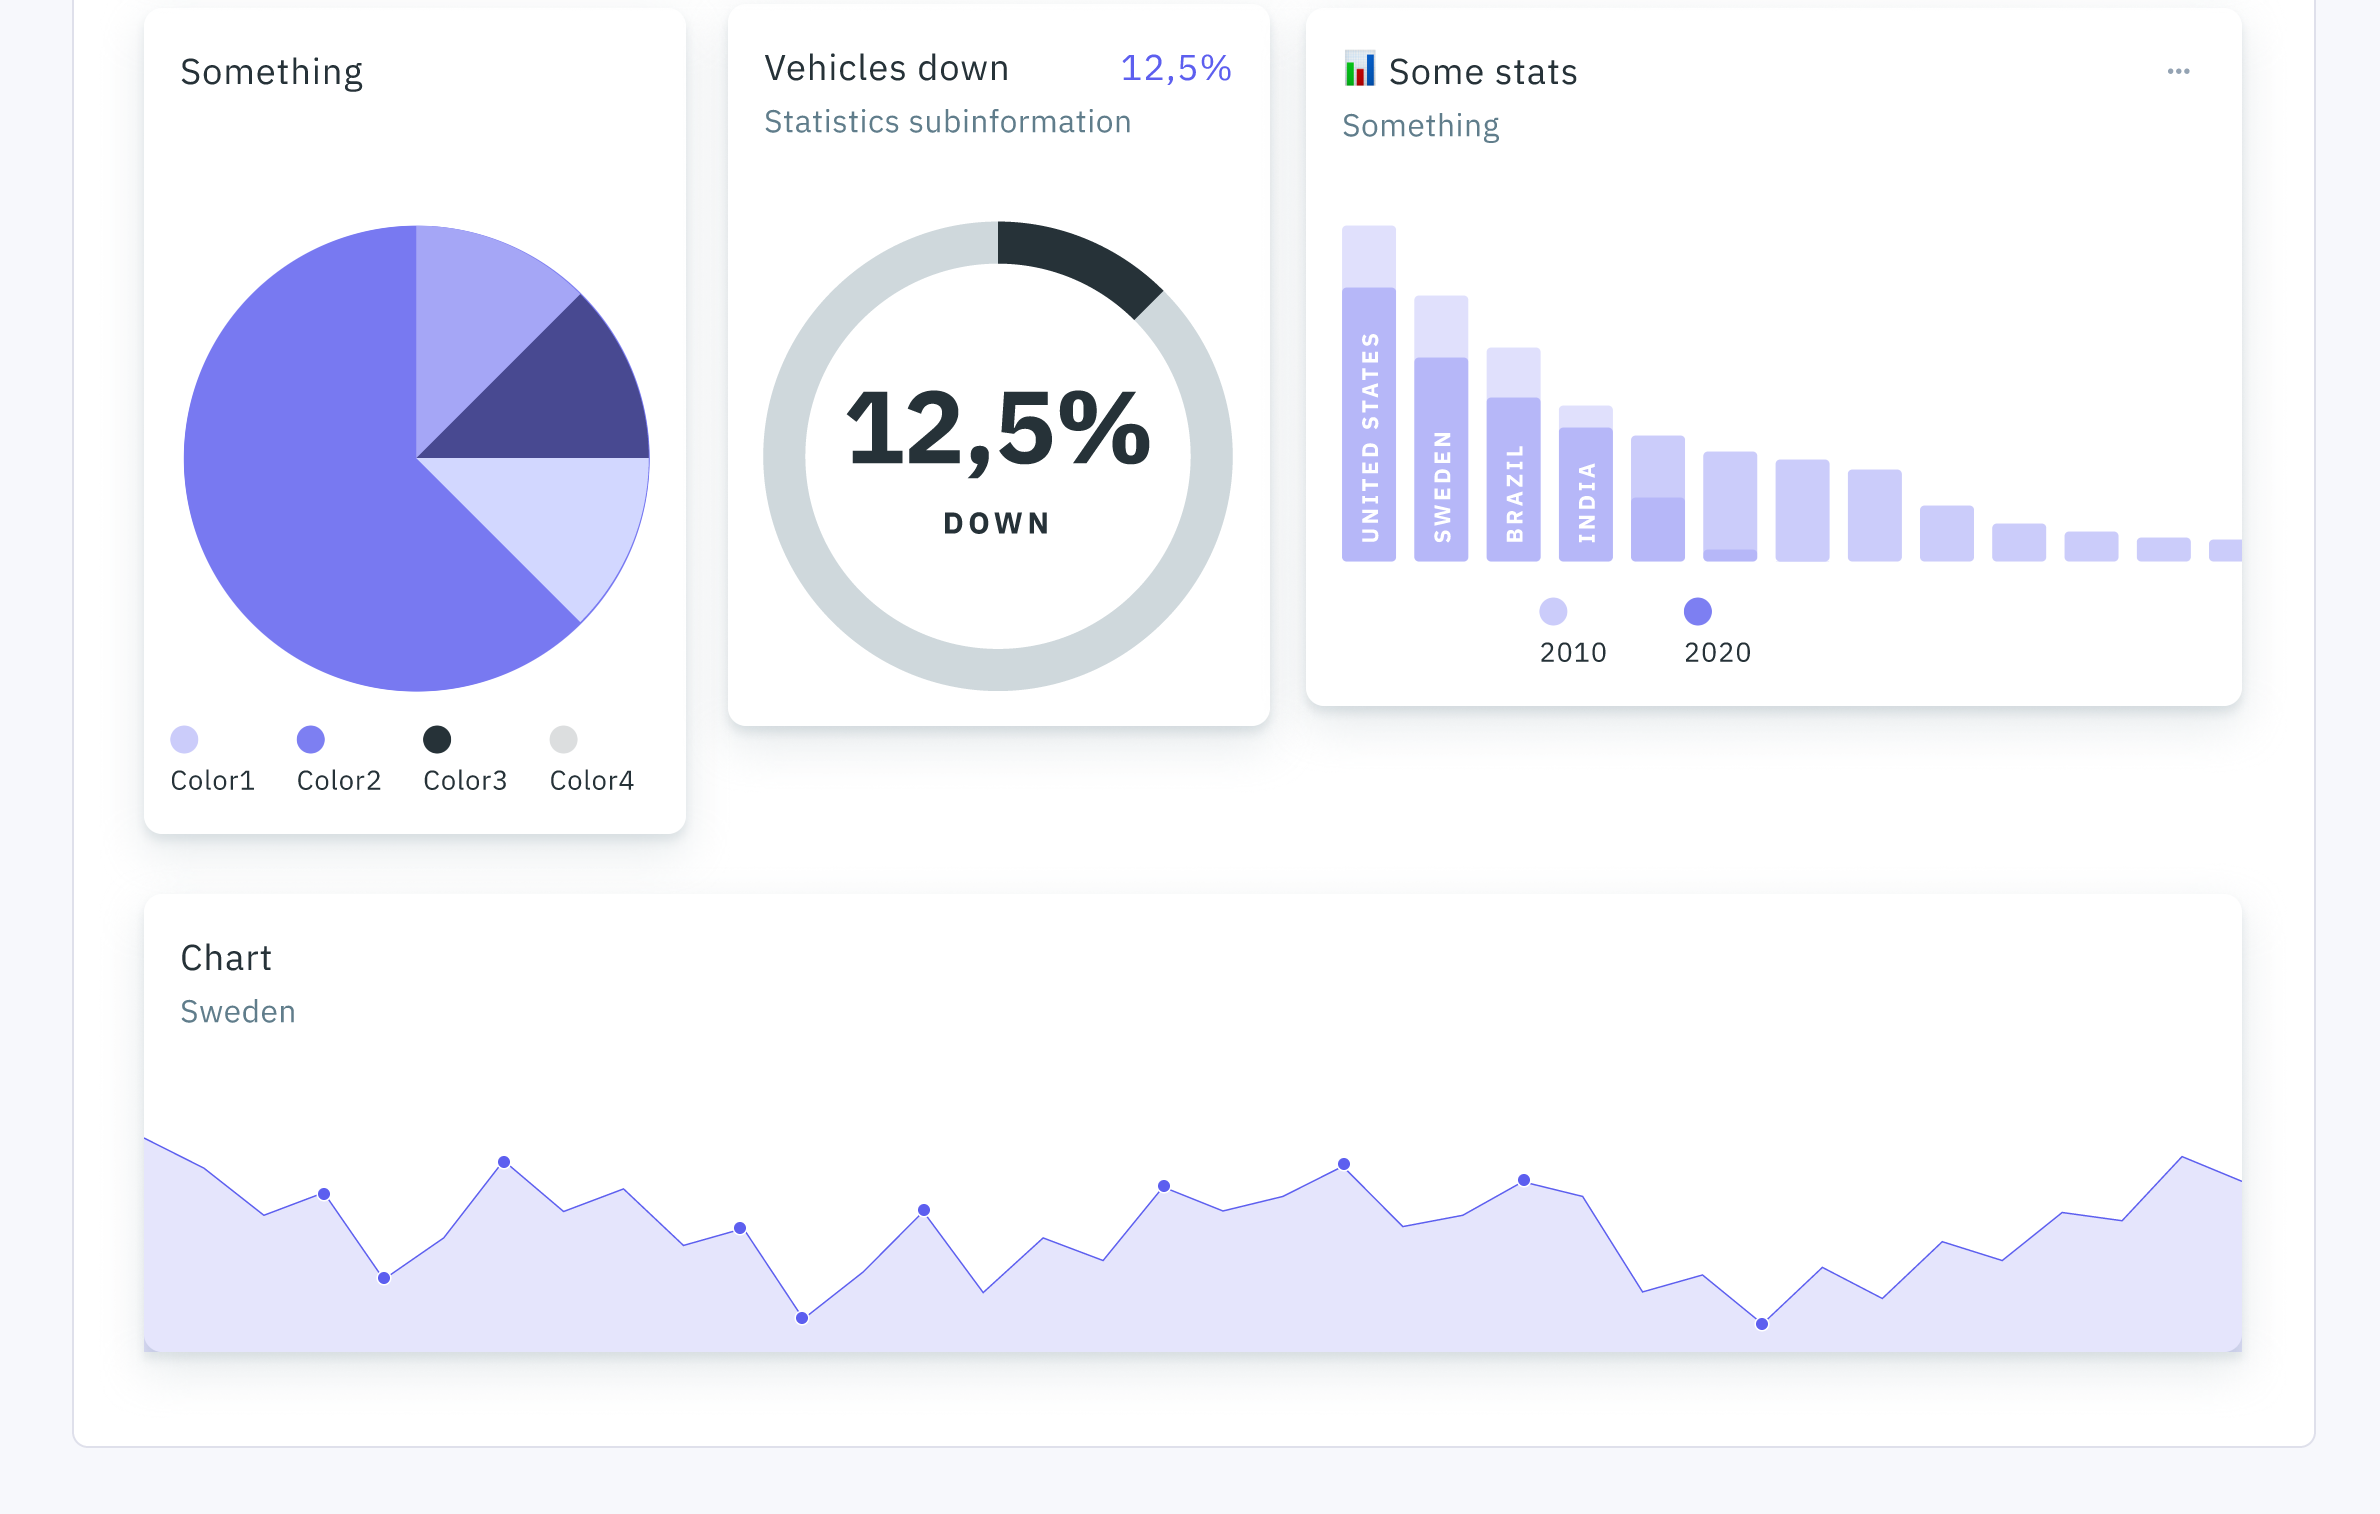 Something
Color1 Color2 Color3 Color4
Vehicles down 12,5%
Statistics subinformation
12,5%
DOWN
Some stats
Something
UNITED STATES
SWEDEN
BRAZIL
INDIA
2010 2020
Chart
Sweden